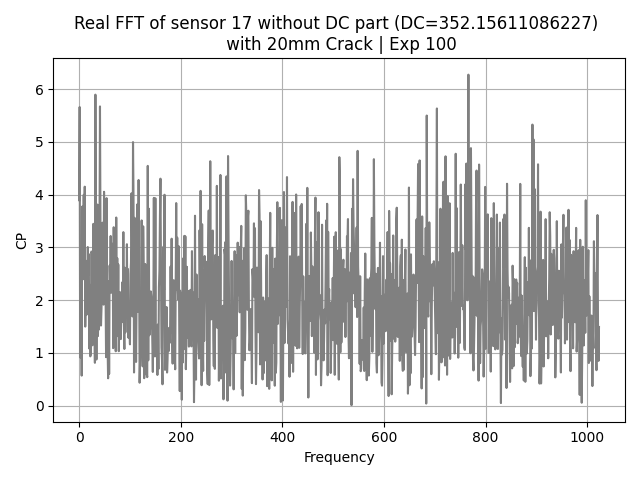 Real FFT of sensor 17 without DC part (DC=352.15611086227)
with 20mm Crack | Exp 100
6
5
4
3
2
1
0
CP
0 200 400 600 800 1000
Frequency